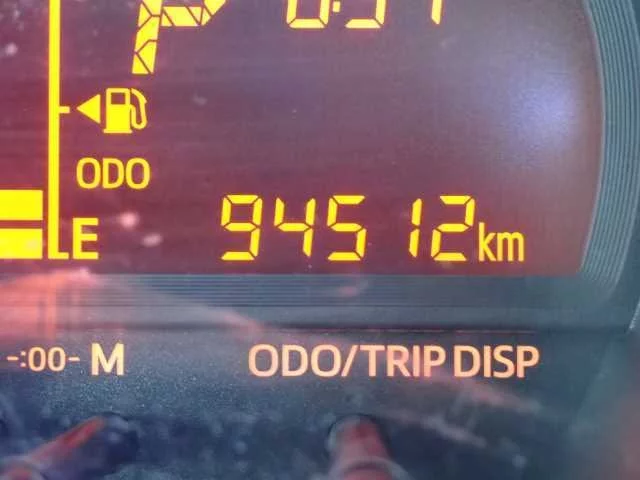 P
ODO
E
94512km
-:00- M
ODO/TRIP DISP